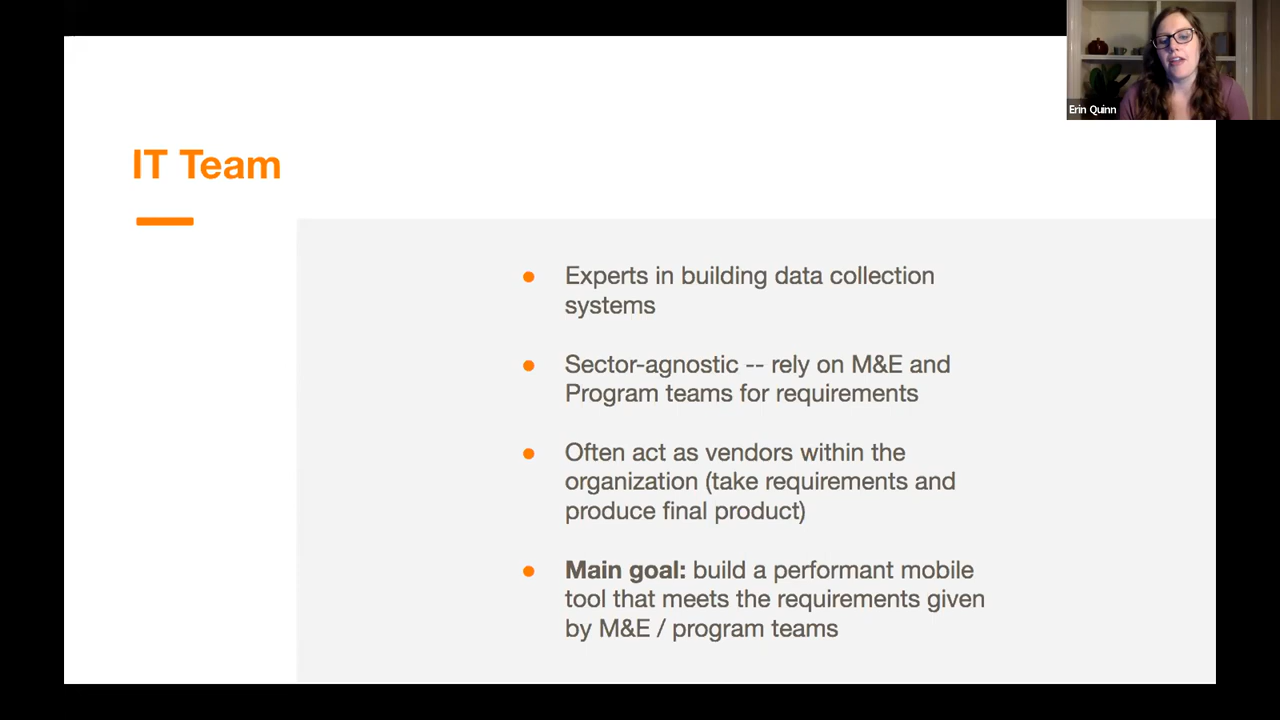 Erin Quinn
IT Team
● Experts in building data collection
systems
● Sector-agnostic -- rely on M&E and
Program teams for requirements
● Often act as vendors within the
organization (take requirements and
produce final product)
● Main goal: build a performant mobile
tool that meets the requirements given
by M&E / program teams